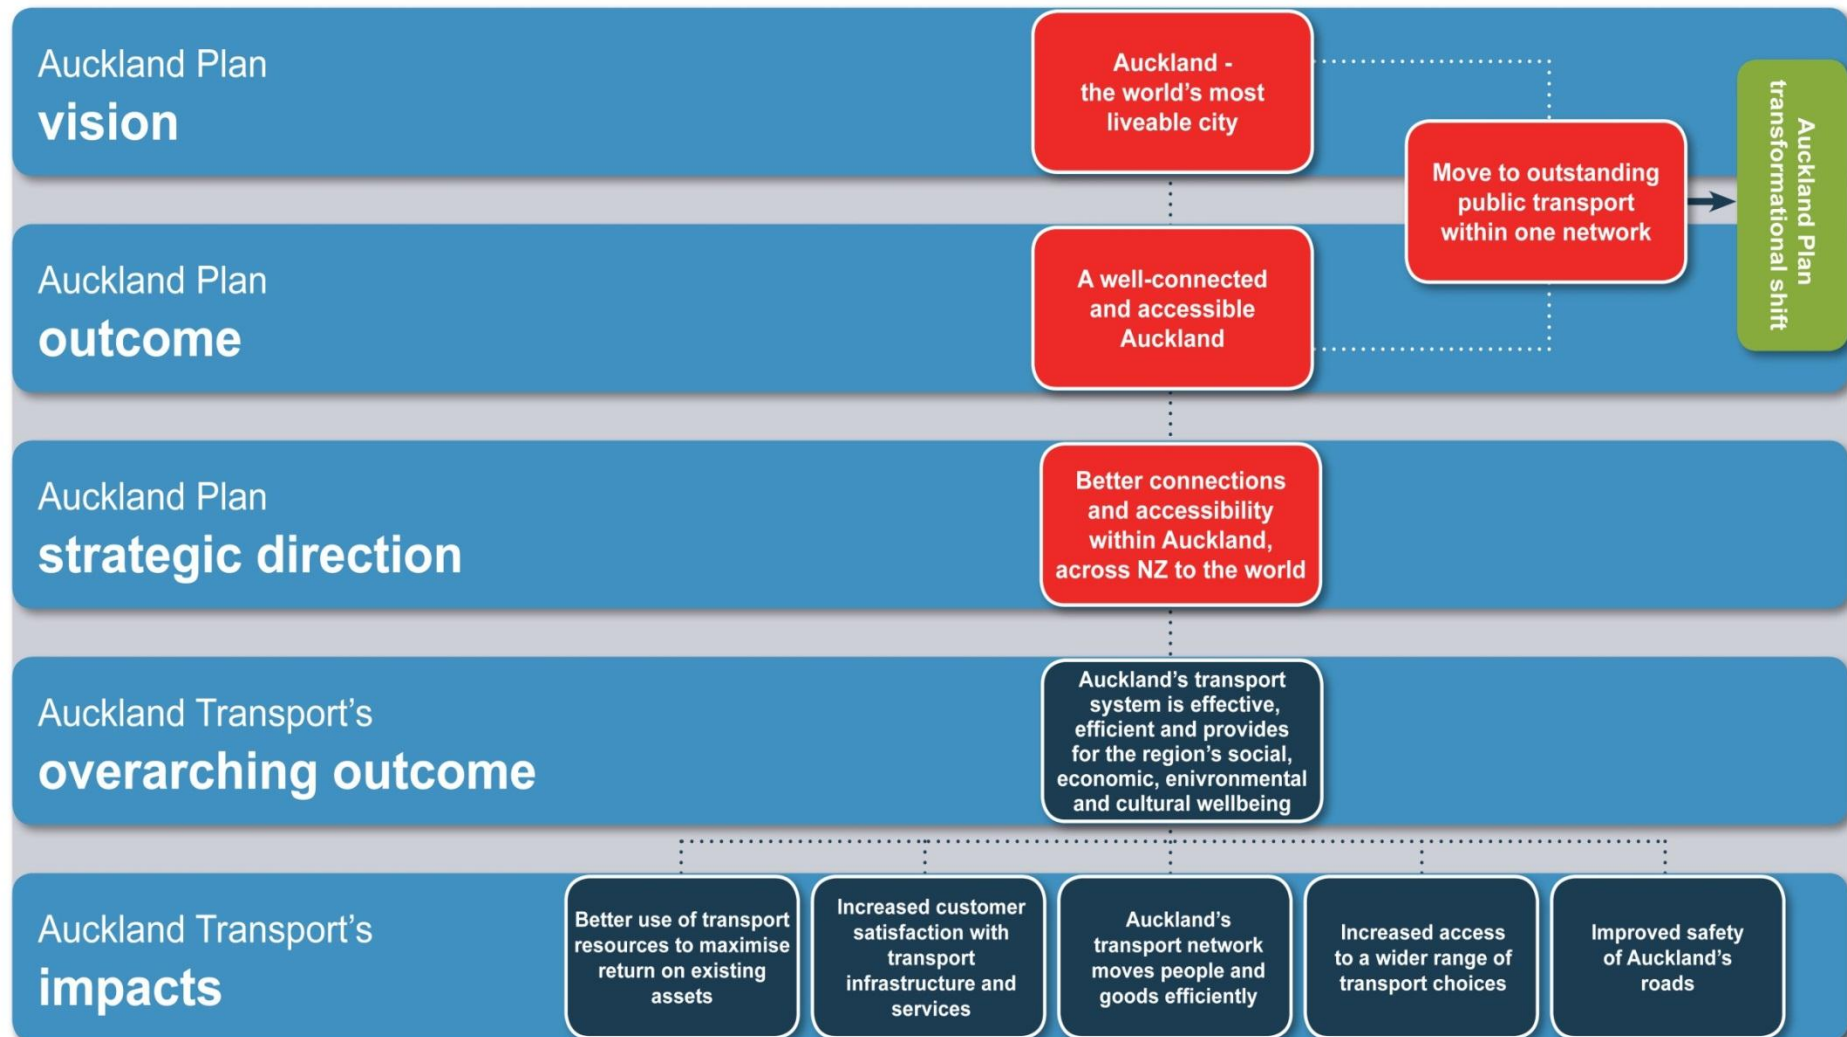 Auckland Plan
vision
Auckland -
the world's most
liveable city
Move to outstanding
public transport
within one network
Auckland Plan
transformational shift
Auckland Plan
outcome
A well-connected
and accessible
Auckland
Auckland Plan
strategic direction
Better connections
and accessibility
within Auckland,
across NZ to the world
Auckland Transport's
overarching outcome
Auckland's transport
system is effective,
efficient and provides
for the region's social,
economic, enivronmental
and cultural wellbeing
Auckland Transport's
impacts
Better use of transport
resources to maximise
return on existing
assets
Increased customer
satisfaction with
transport
infrastructure and
services
Auckland's
transport network
moves people and
goods efficiently
Increased access
to a wider range of
transport choices
Improved safety
of Auckland's
roads